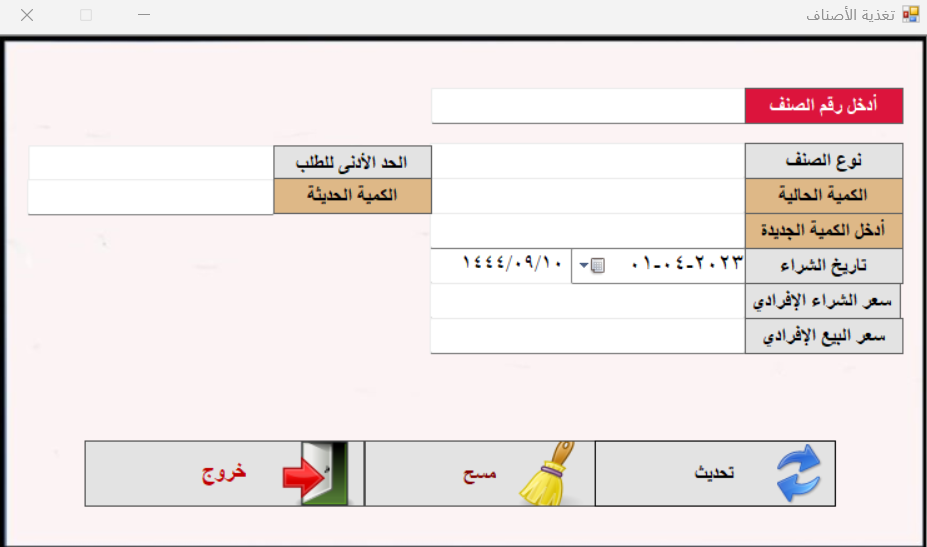 تغذية الأصناف
أدخل رقم الصنف
نوع الصنف
الحد الأدنى للطلب
الكمية الحالية
الكمية الحديثة
أدخل الكمية الجديدة
تاريخ الشراء ٠١-٠٤-٢٠٢٣ ١٤٤٤/٠٩/١٠
سعر الشراء الإفرادي
سعر البيع الإفرادي
تحديث
مسح
خروج